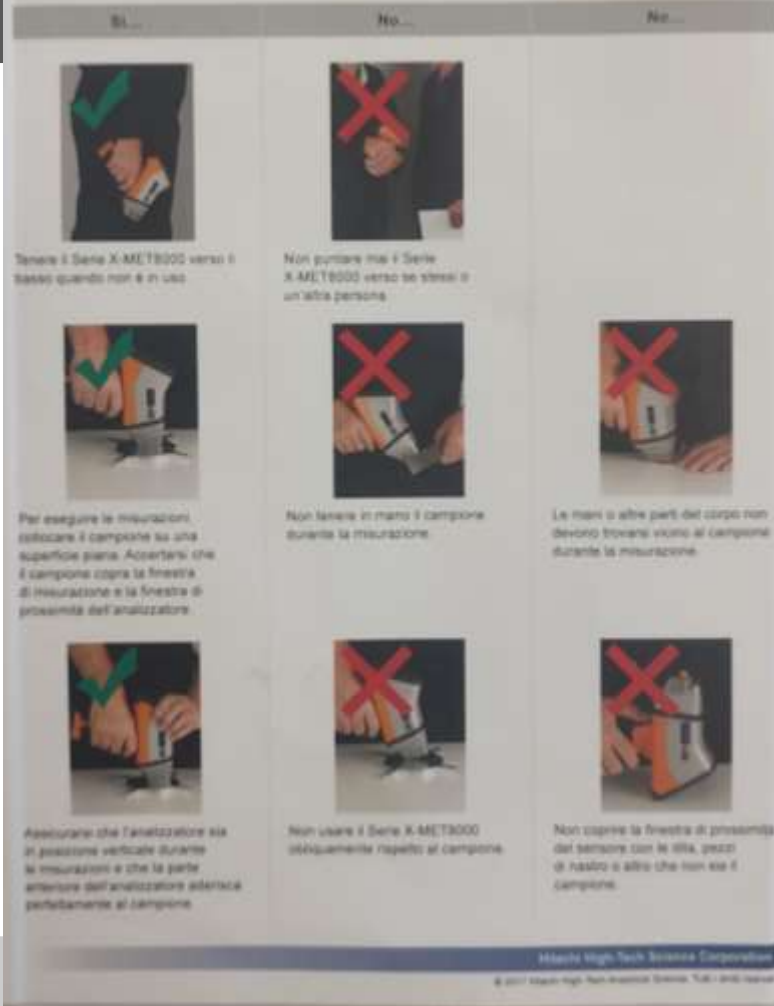 Sì...
No...
No...
Tenere il Serie X-MET8000 verso il
basso quando non è in uso
Non puntare mai il Serie
X-MET8000 verso se stessi o
un'altra persona
Per eseguire le misurazioni,
collocare il campione su una
superficie piana. Accertarsi che
il campione copra la finestra
di misurazione e la finestra di
prossimità dell'analizzatore.
Non tenere in mano il campione
durante la misurazione.
Le mani o altre parti del corpo non
devono trovarsi vicino al campione
durante la misurazione.
Assicurarsi che l'analizzatore sia
in posizione verticale durante
le misurazioni e che la parte
anteriore dell'analizzatore aderisca
perfettamente al campione.
Non usare il Serie X-MET8000
obliquamente rispetto al campione.
Non coprire la finestra di prossimità
del sensore con le dita, pezzi
di nastro o altro che non sia il
campione.
Hitachi High-Tech Science Corporation
© 2017 Hitachi High-Tech Analytical Science.